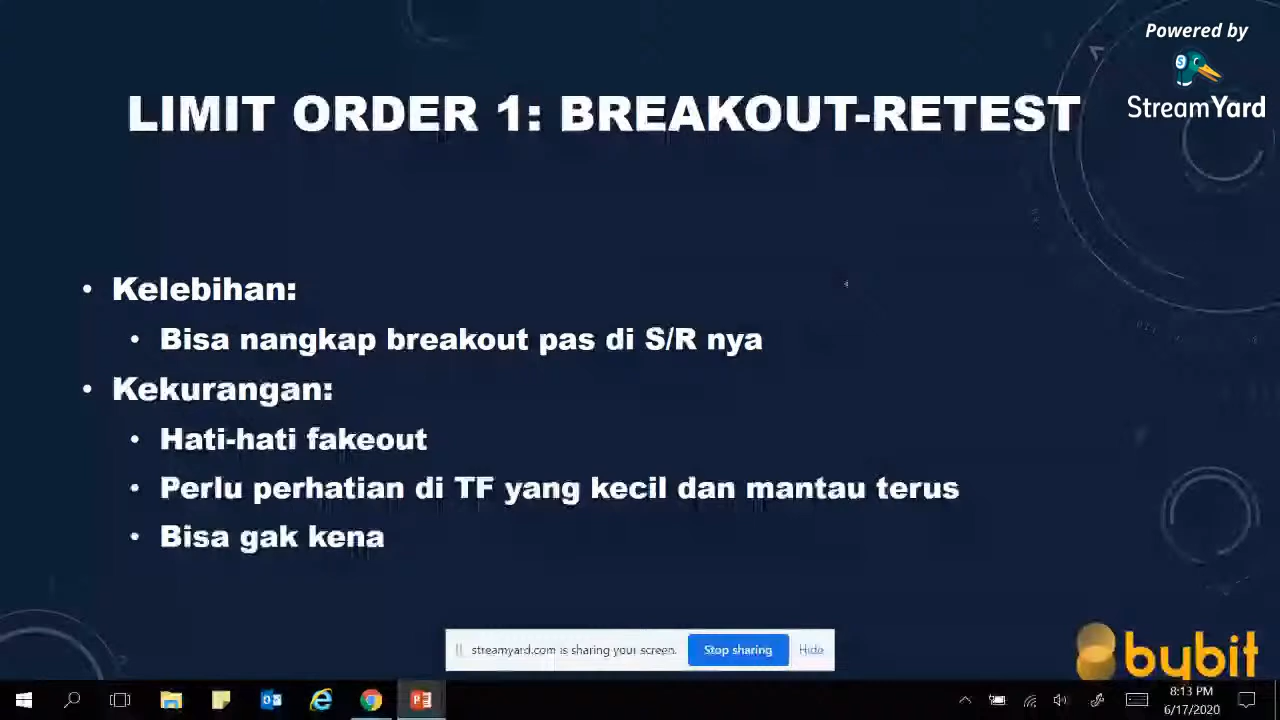 Powered by
StreamYard
LIMIT ORDER 1: BREAKOUT-RETEST
• Kelebihan:
• Bisa nangkap breakout pas di S/R nya
• Kekurangan:
• Hati-hati fakeout
• Perlu perhatian di TF yang kecil dan mantau terus
• Bisa gak kena
streamyard.com is sharing your screen.
Stop sharing
Hide
bybit
8:13 PM
6/17/2020